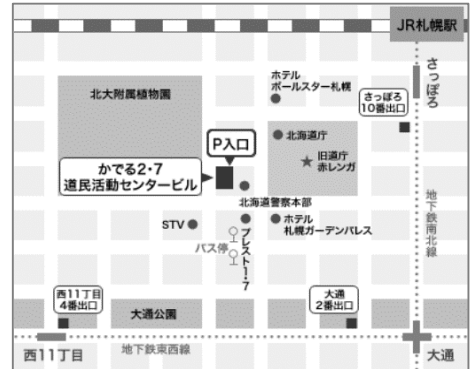 JR札幌駅
さっぽろ
ホテル
ポールスター札幌
さっぽろ
10番出口
北大附属植物園
P入口
北海道庁
旧道庁
赤レンガ
かでる2・7
道民活動センタービル
北海道警察本部
地下鉄南北線
STV
ホテル
札幌ガーデンパレス
バス停
プレスト1・7
西11丁目
4番出口
大通公園
大通
2番出口
西11丁目
地下鉄東西線
大通